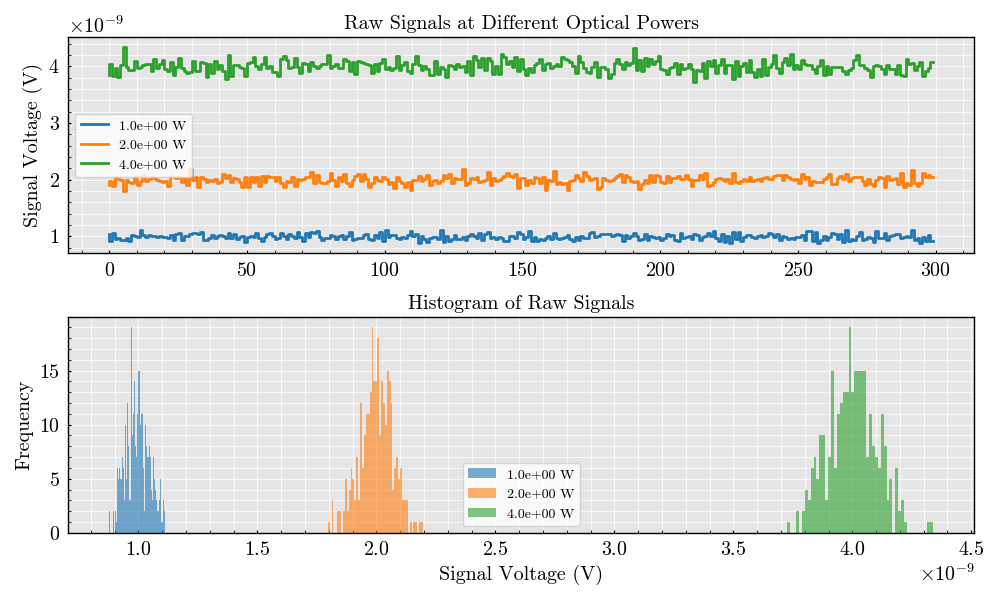 Raw Signals at Different Optical Powers
×10⁻⁹
Signal Voltage (V)
4
3
2
1
1.0e+00 W
2.0e+00 W
4.0e+00 W
0 50 100 150 200 250 300
Histogram of Raw Signals
Frequency
15
10
5
0
1.0e+00 W
2.0e+00 W
4.0e+00 W
1.0 1.5 2.0 2.5 3.0 3.5 4.0 4.5
Signal Voltage (V)
×10⁻⁹